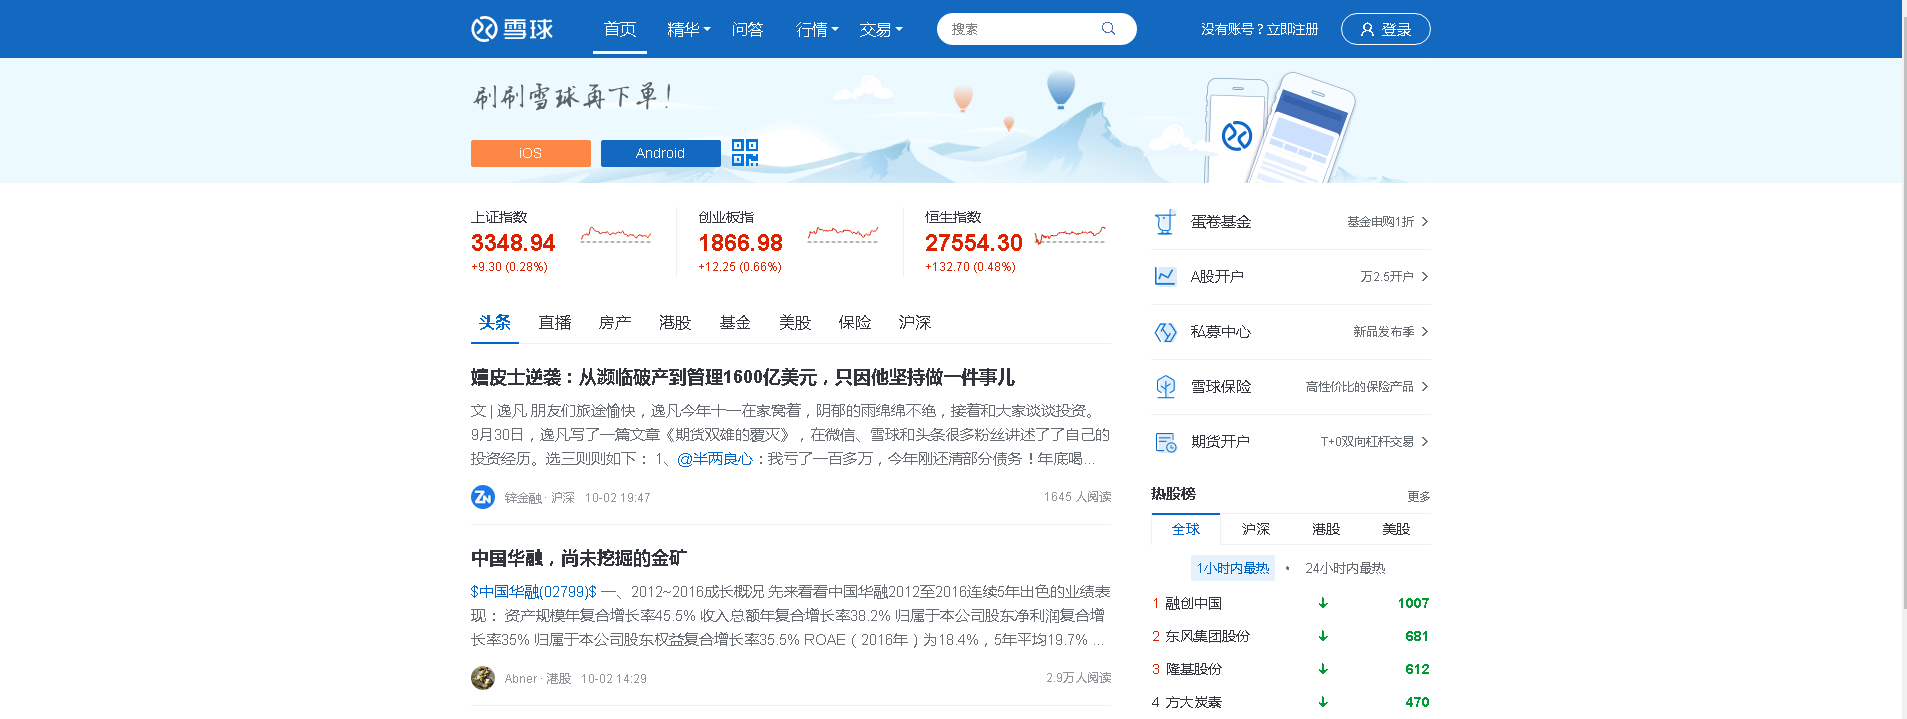 雪球 首页 精华 问答 行情 交易 搜索 没有账号？立即注册 登录
刷刷雪球再下单！
iOS Android
上证指数 创业板指 恒生指数
3348.94 1866.98 27554.30
+9.30 (0.28%) +12.25 (0.66%) +132.70 (0.48%)
头条 直播 房产 港股 基金 美股 保险 沪深
嬉皮士逆袭：从濒临破产到管理1600亿美元，只因他坚持做一件事儿
文 | 逸凡 朋友们旅途愉快，逸凡今年十一在家窝着，阴郁的雨绵绵不绝，接着和大家谈谈投资。
9月30日，逸凡写了一篇文章《期货双雄的覆灭》，在微信、雪球和头条很多粉丝讲述了了自己的
投资经历。选三则则如下： 1、@半两良心：我亏了一百多万，今年刚还清部分债务！年底喝...
锌金融 · 沪深 10-02 19:47 1645 人阅读
中国华融，尚未挖掘的金矿
$中国华融(02799)$ 一、2012~2016成长概况 先来看看中国华融2012至2016连续5年出色的业绩表
现： 资产规模年复合增长率45.5% 收入总额年复合增长率38.2% 归属于本公司股东净利润复合增
长率35% 归属于本公司股东权益复合增长率35.5% ROAE（2016年）为18.4%，5年平均19.7% ...
Abner · 港股 10-02 14:29 2.9万人阅读
蛋卷基金 基金申购1折
A股开户 万2.5开户
私募中心 新品发布季
雪球保险 高性价比的保险产品
期货开户 T+0双向杠杆交易
热股榜 更多
全球 沪深 港股 美股
1小时内最热 • 24小时内最热
1 融创中国 ↓ 1007
2 东风集团股份 ↓ 681
3 隆基股份 ↓ 612
4 方大炭素 ↓ 470